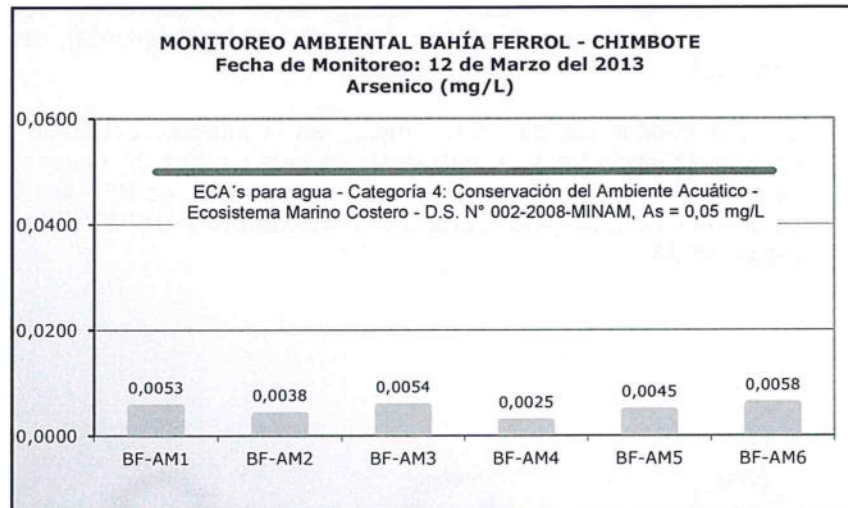 MONITOREO AMBIENTAL BAHÍA FERROL - CHIMBOTE
Fecha de Monitoreo: 12 de Marzo del 2013
Arsenico (mg/L)
0,0600
ECA´s para agua - Categoría 4: Conservación del Ambiente Acuático -
Ecosistema Marino Costero - D.S. N° 002-2008-MINAM, As = 0,05 mg/L
0,0400
0,0200
0,0053 0,0038 0,0054 0,0025 0,0045 0,0058
0,0000
BF-AM1 BF-AM2 BF-AM3 BF-AM4 BF-AM5 BF-AM6